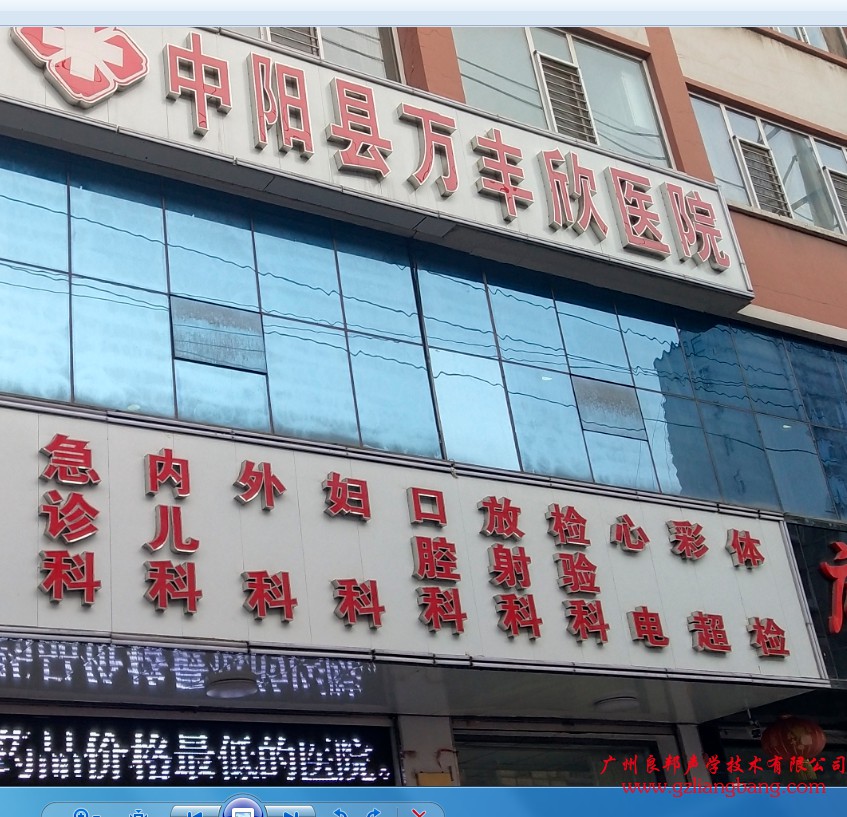 中阳县万丰欣医院
急诊科
内儿科
外科
妇科
口腔科
放射科
检验科
心电
彩超
体检
药品价格最低的医院。
广州良邦声学技术有限公司
www.gzliangbang.com